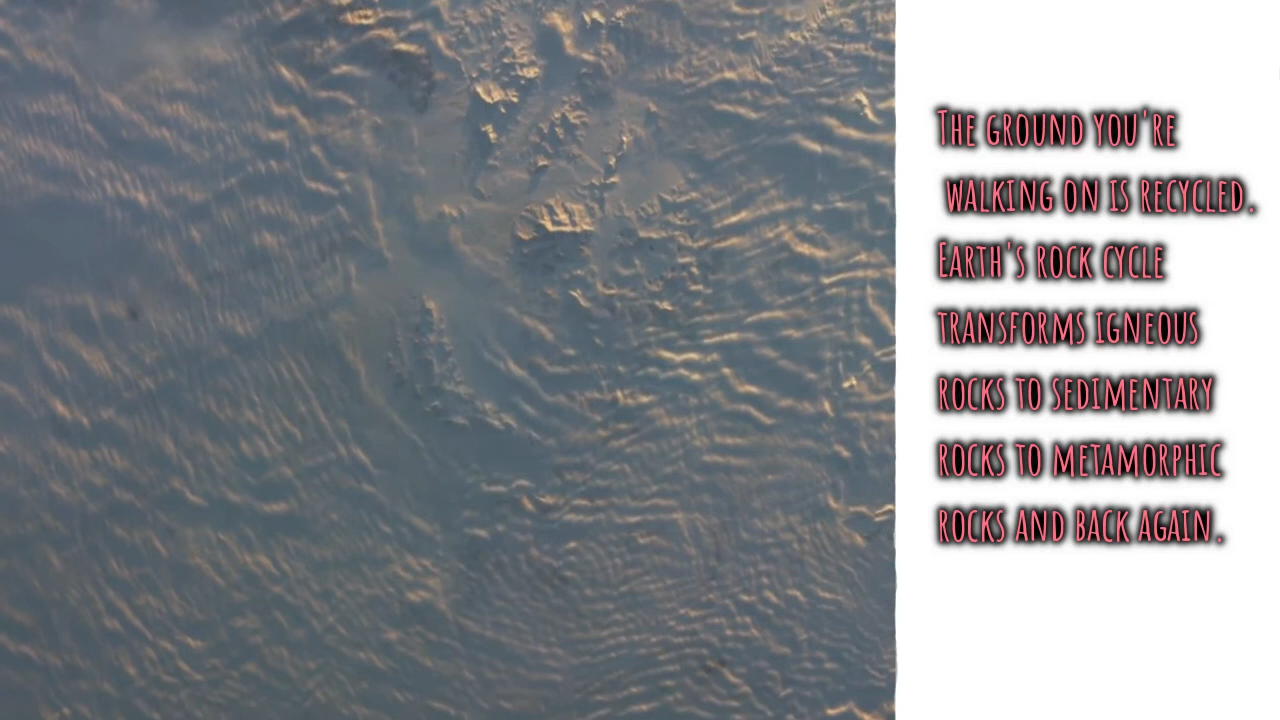 The ground you're
walking on is recycled.
Earth's rock cycle
transforms igneous
rocks to sedimentary
rocks to metamorphic
rocks and back again.